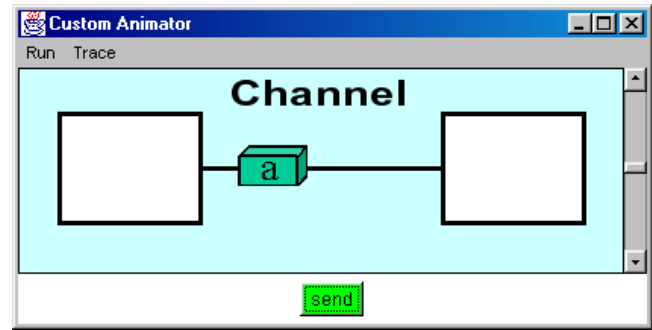 Custom Animator
Run Trace
Channel
a
send